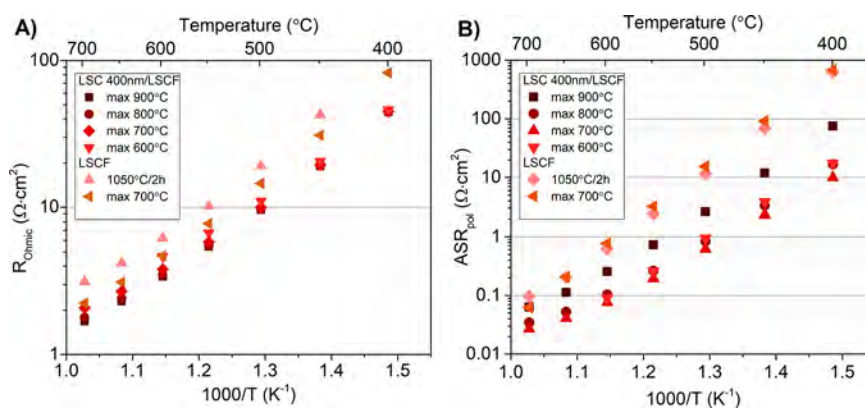 A)
Temperature (°C)
700 600 500 400
100
10
1
R_Ohmic (Ω·cm²)
LSC 400nm/LSCF
max 900°C
max 800°C
max 700°C
max 600°C
LSCF
1050°C/2h
max 700°C
1.0 1.1 1.2 1.3 1.4 1.5
1000/T (K⁻¹)
B)
Temperature (°C)
700 600 500 400
1000
100
10
1
0.1
0.01
ASR_pol (Ω·cm²)
LSC 400nm/LSCF
max 900°C
max 800°C
max 700°C
max 600°C
LSCF
1050°C/2h
max 700°C
1.0 1.1 1.2 1.3 1.4 1.5
1000/T (K⁻¹)